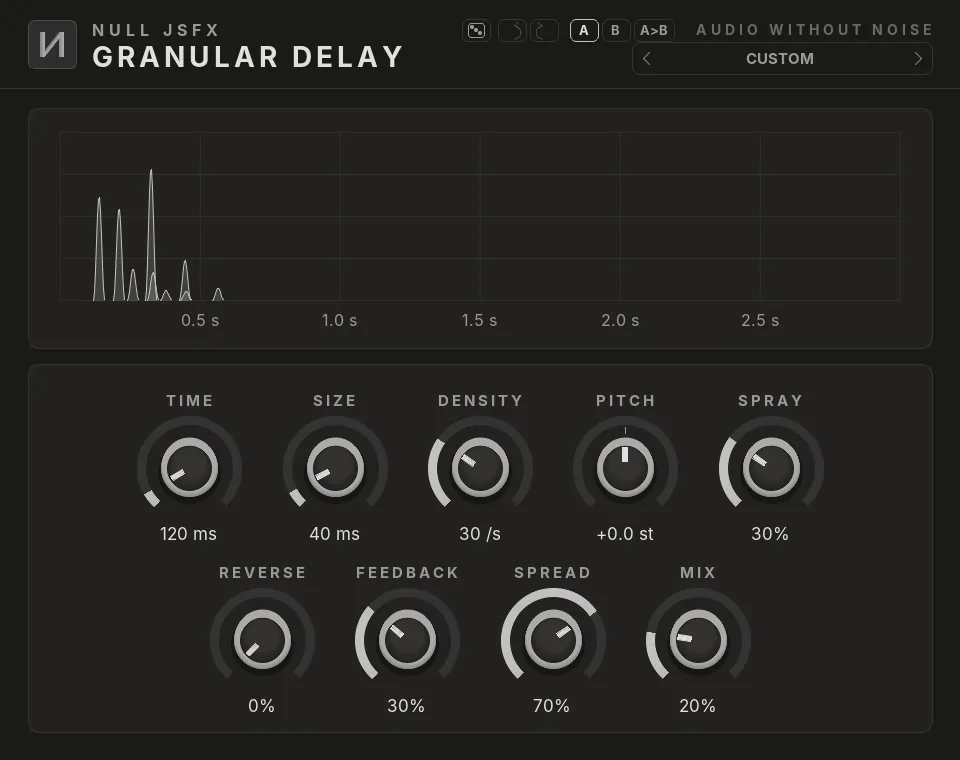 NULL JSFX
GRANULAR DELAY
A B A>B
AUDIO WITHOUT NOISE
CUSTOM
0.5 s 1.0 s 1.5 s 2.0 s 2.5 s
TIME SIZE DENSITY PITCH SPRAY
120 ms 40 ms 30 /s +0.0 st 30%
REVERSE FEEDBACK SPREAD MIX
0% 30% 70% 20%